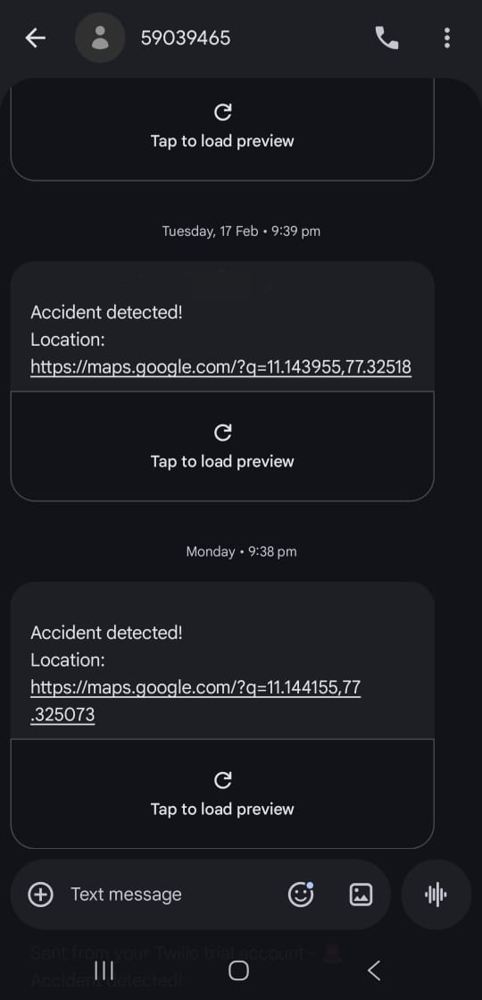 59039465
Tap to load preview
Tuesday, 17 Feb • 9:39 pm
Accident detected!
Location:
https://maps.google.com/?q=11.143955,77.32518
Tap to load preview
Monday • 9:38 pm
Accident detected!
Location:
https://maps.google.com/?q=11.144155,77
.325073
Tap to load preview
Text message
Sent from your Twilio trial account -
Accident detected!